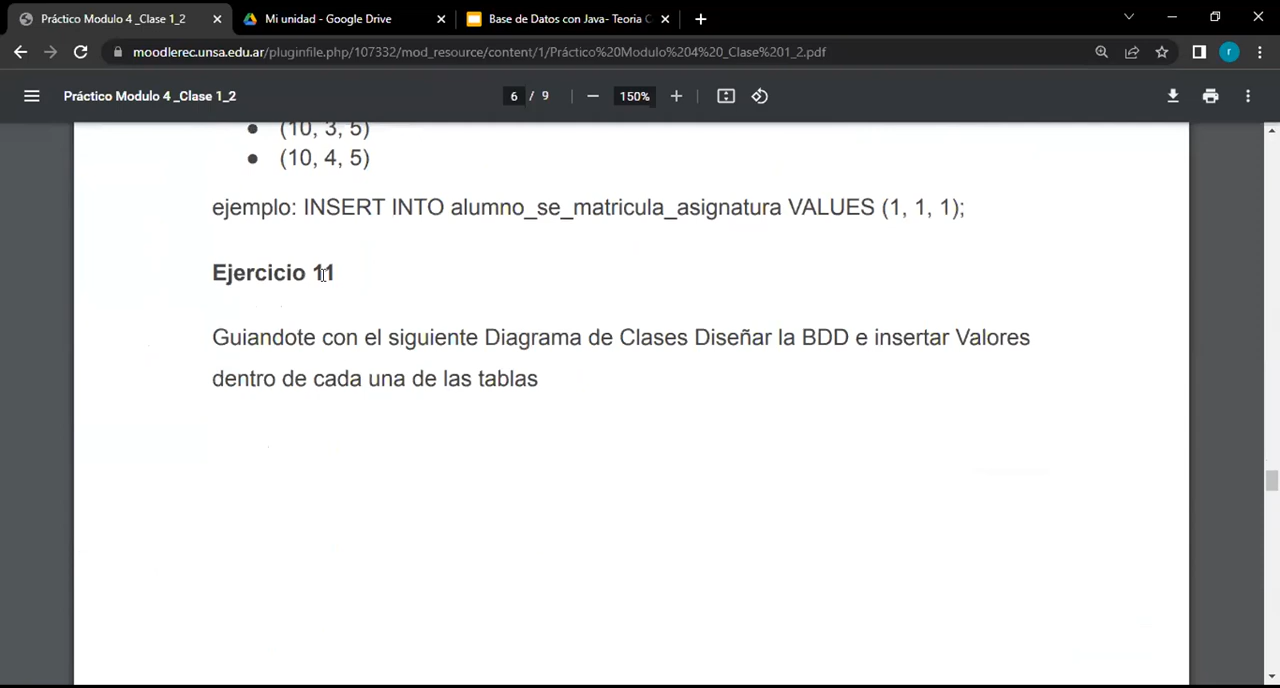 Práctico Modulo 4 _Clase 1_2
Mi unidad - Google Drive
Base de Datos con Java- Teoria C
moodlerec.unsa.edu.ar/pluginfile.php/107332/mod_resource/content/1/Práctico%20Modulo%204%20_Clase%201_2.pdf
r
Práctico Modulo 4 _Clase 1_2
6 / 9
150%
● (10, 3, 5)
● (10, 4, 5)
ejemplo: INSERT INTO alumno_se_matricula_asignatura VALUES (1, 1, 1);
Ejercicio 11
Guiandote con el siguiente Diagrama de Clases Diseñar la BDD e insertar Valores
dentro de cada una de las tablas